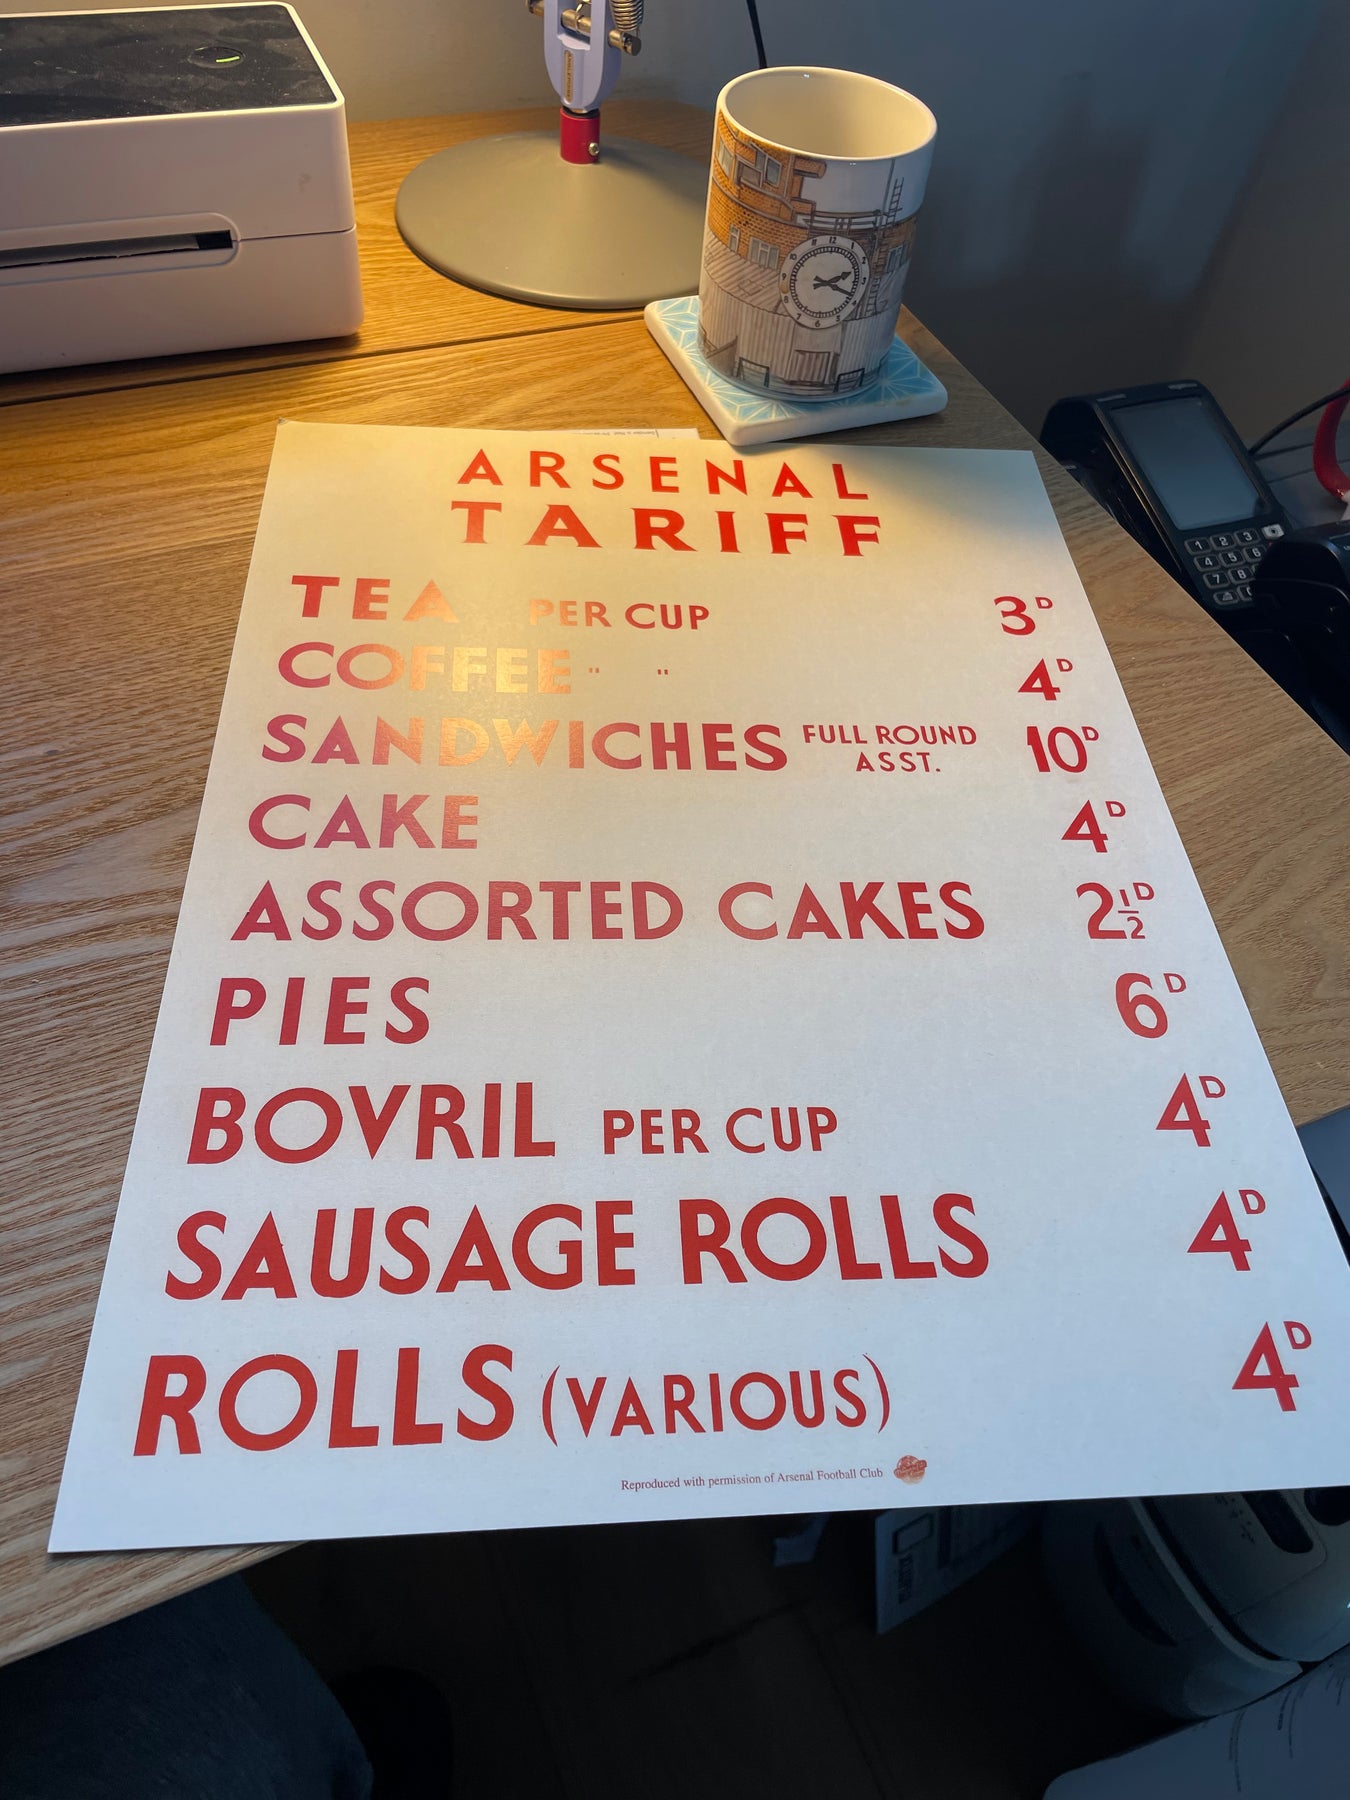 ARSENAL
TARIFF
TEA PER CUP 3D
COFFEE " " 4D
SANDWICHES FULL ROUND ASST. 10D
CAKE 4D
ASSORTED CAKES 2½D
PIES 6D
BOVRIL PER CUP 4D
SAUSAGE ROLLS 4D
ROLLS (VARIOUS) 4D
Reproduced with permission of Arsenal Football Club